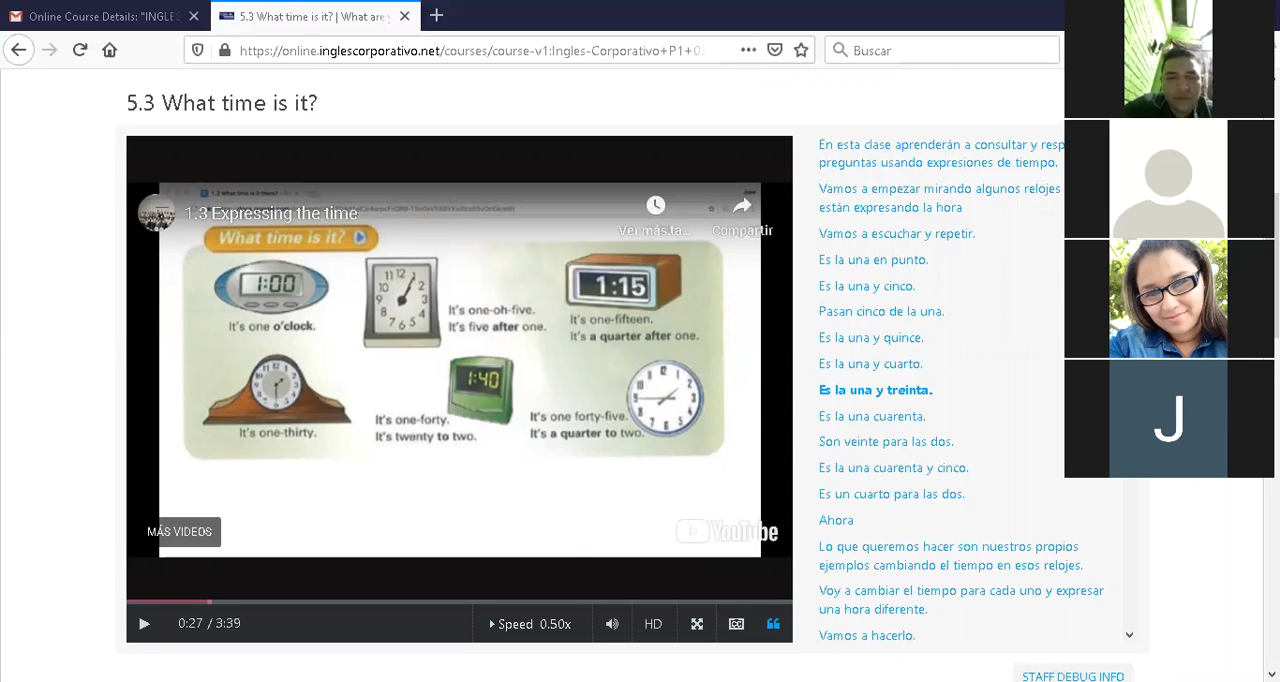 Online Course Details: "INGLES
5.3 What time is it? | What are y
https://online.inglescorporativo.net/courses/course-v1:Ingles-Corporativo+P1+0
Buscar
5.3 What time is it?
1.3 Expressing the time
Ver más ta...
Compartir
What time is it?
1:00
It's one o'clock.
It's one-oh-five.
It's five after one.
1:15
It's one-fifteen.
It's a quarter after one.
It's one-thirty.
1:40
It's one-forty.
It's twenty to two.
It's one forty-five.
It's a quarter to two.
MÁS VIDEOS
YouTube
0:27 / 3:39
Speed 0.50x
HD
En esta clase aprenderán a consultar y resp
preguntas usando expresiones de tiempo.
Vamos a empezar mirando algunos relojes
están expresando la hora
Vamos a escuchar y repetir.
Es la una en punto.
Es la una y cinco.
Pasan cinco de la una.
Es la una y quince.
Es la una y cuarto.
Es la una y treinta.
Es la una cuarenta.
Son veinte para las dos.
Es la una cuarenta y cinco.
Es un cuarto para las dos.
Ahora
Lo que queremos hacer son nuestros propios
ejemplos cambiando el tiempo en esos relojes.
Voy a cambiar el tiempo para cada uno y expresar
una hora diferente.
Vamos a hacerlo.
STAFF DEBUG INFO
J